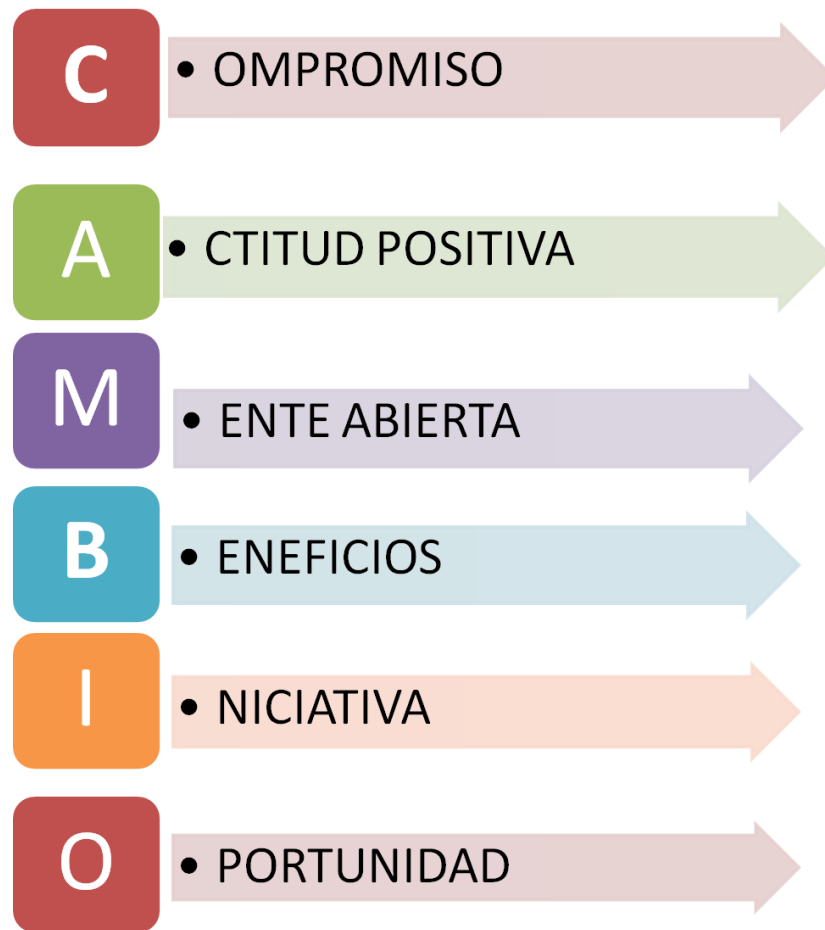 C • OMPROMISO
A • CTITUD POSITIVA
M • ENTE ABIERTA
B • ENEFICIOS
I • NICIATIVA
O • PORTUNIDAD